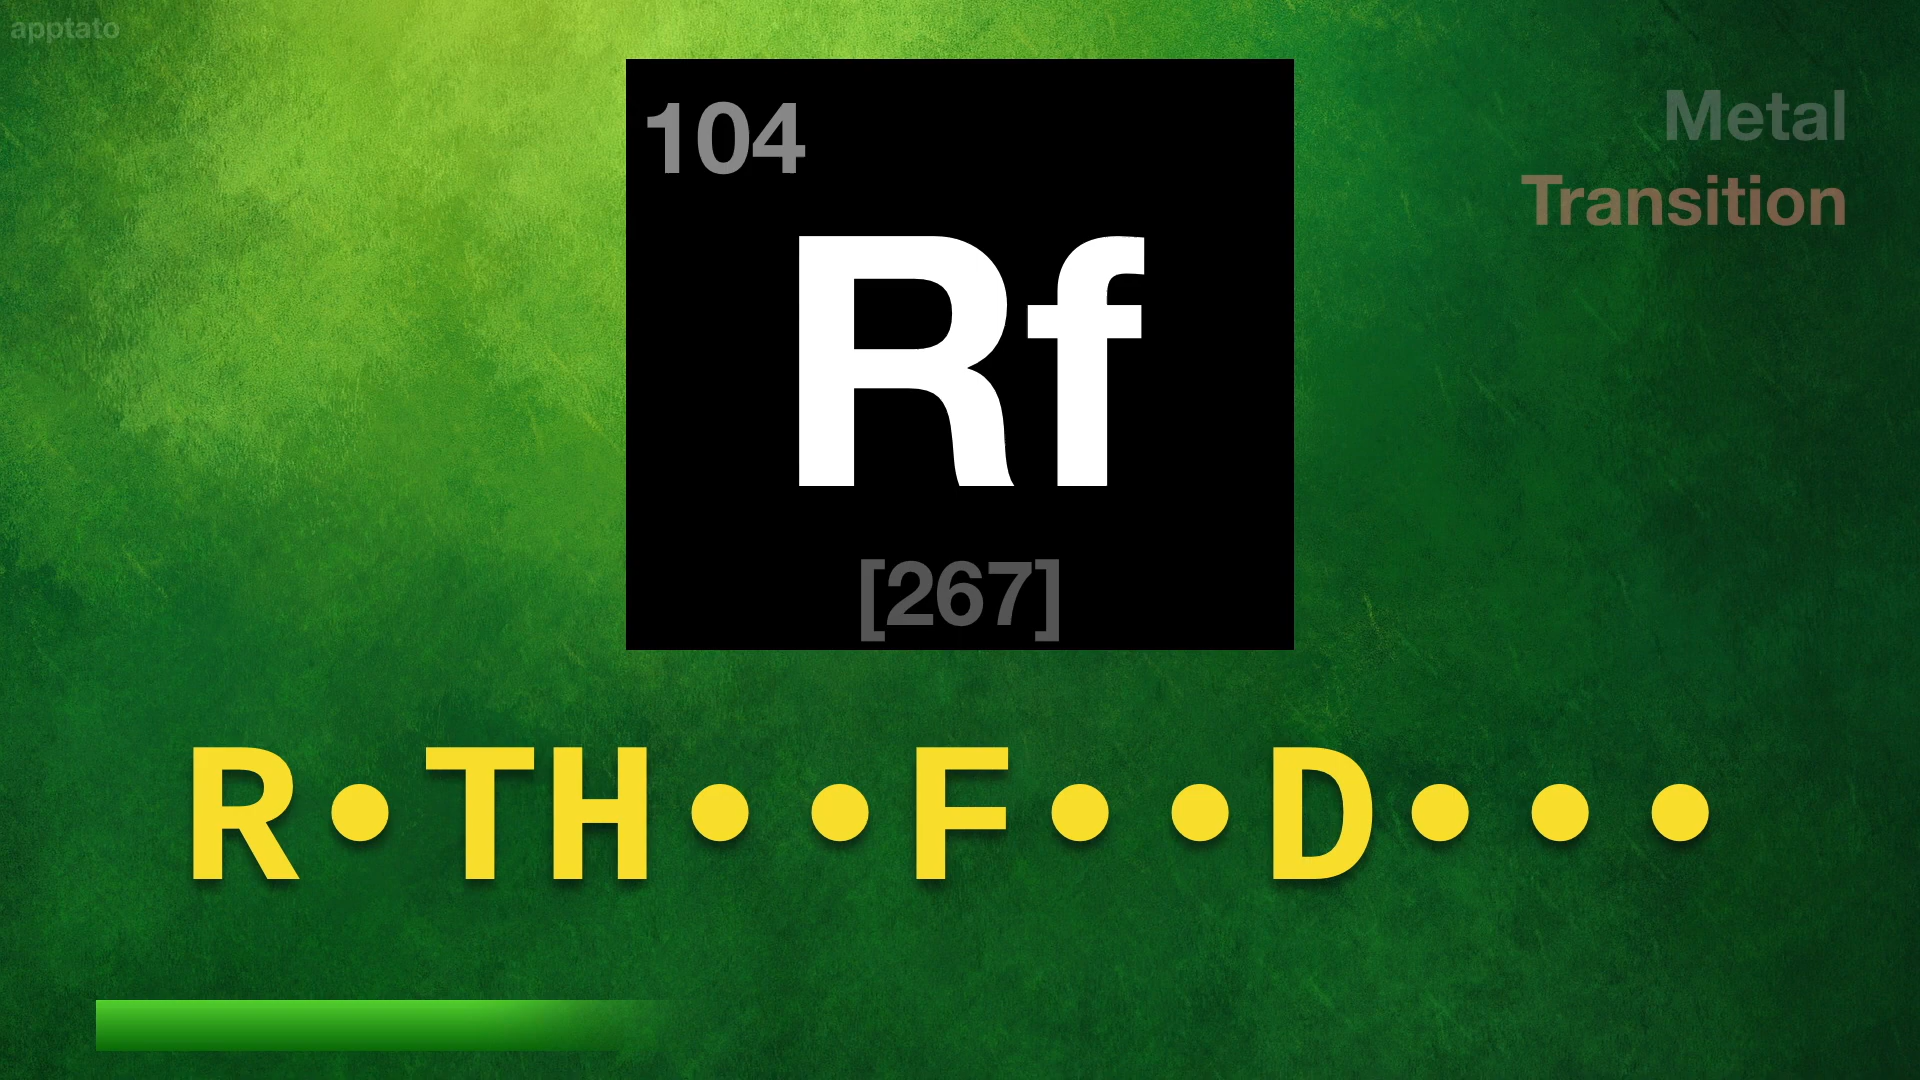 apptato
104
Rf
[267]
Metal
Transition
R•TH••F••D•••